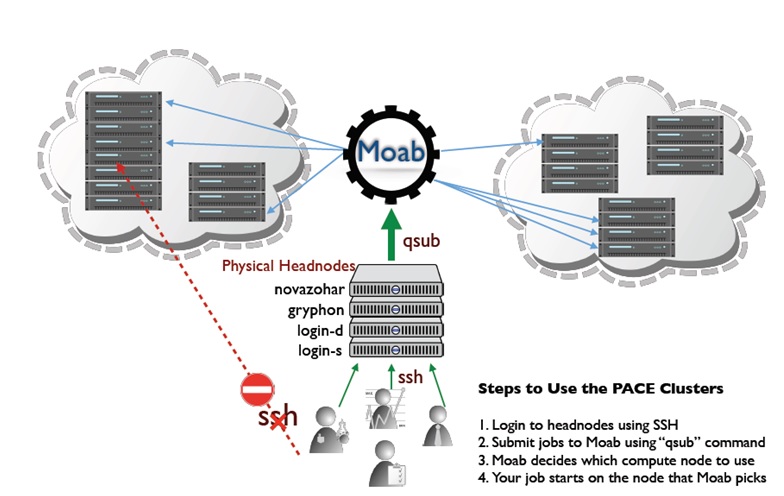 Moab
qsub
Physical Headnodes
novazohar
gryphon
login-d
login-s
ssh
ssh
Steps to Use the PACE Clusters
1. Login to headnodes using SSH
2. Submit jobs to Moab using “qsub” command
3. Moab decides which compute node to use
4. Your job starts on the node that Moab picks